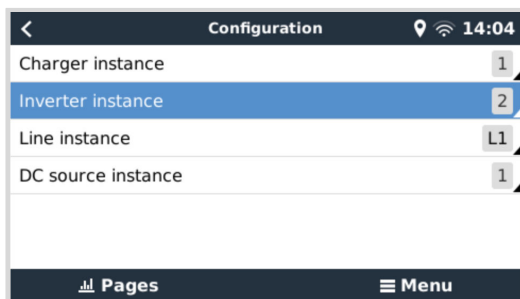 Configuration 14:04
Charger instance 1
Inverter instance 2
Line instance L1
DC source instance 1
Pages Menu